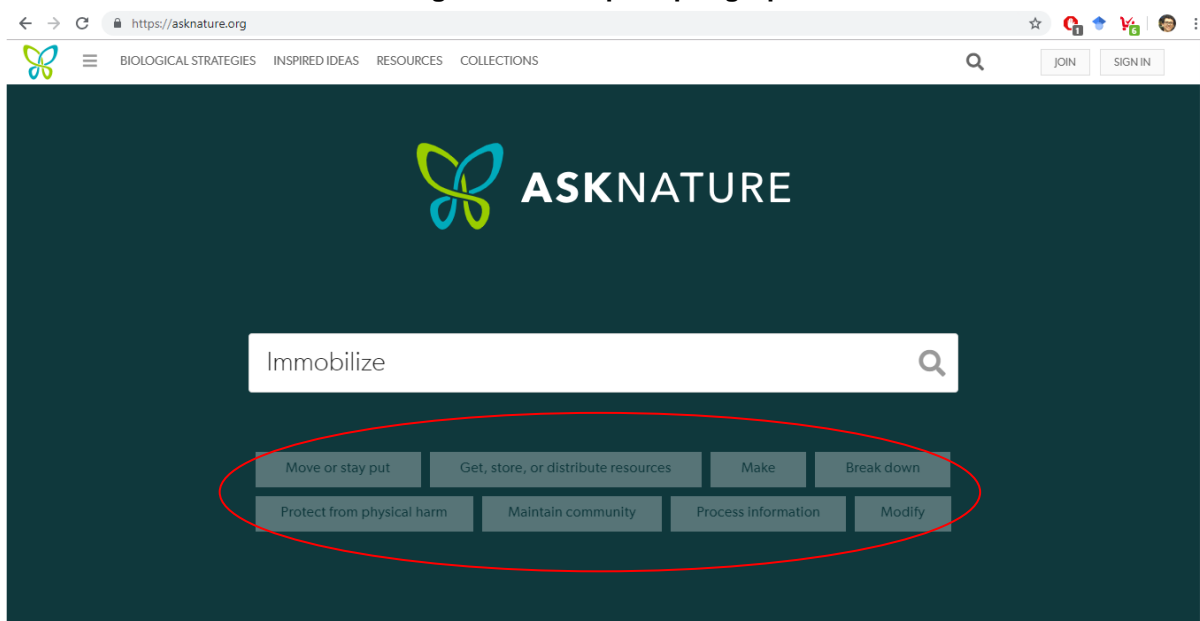 https://asknature.org
BIOLOGICAL STRATEGIES INSPIRED IDEAS RESOURCES COLLECTIONS JOIN SIGN IN
ASKNATURE
Immobilize
Move or stay put Get, store, or distribute resources Make Break down
Protect from physical harm Maintain community Process information Modify